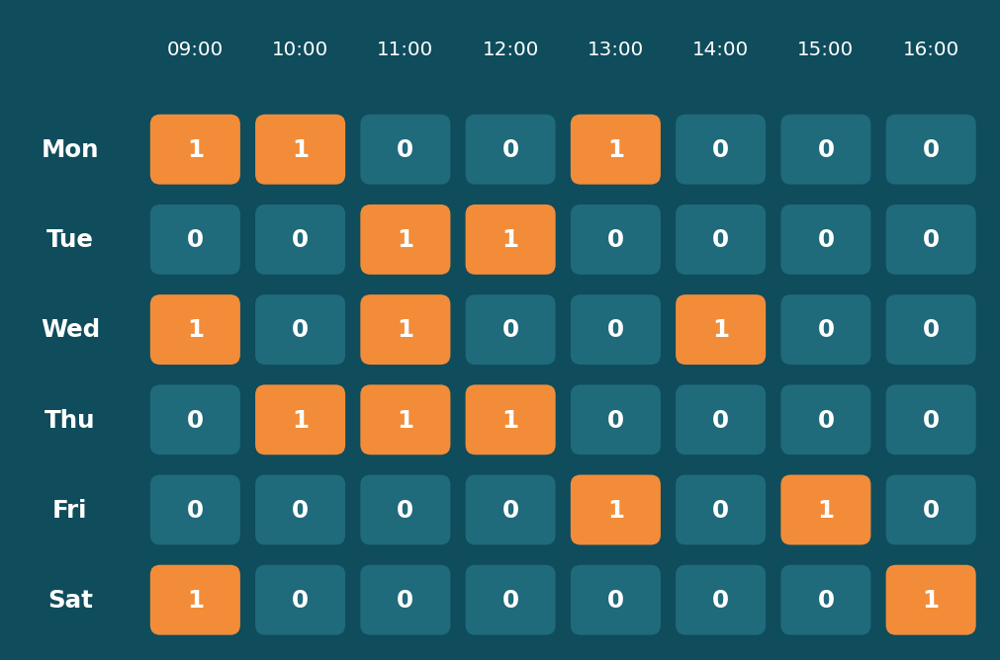 09:00 10:00 11:00 12:00 13:00 14:00 15:00 16:00
Mon 1 1 0 0 1 0 0 0
Tue 0 0 1 1 0 0 0 0
Wed 1 0 1 0 0 1 0 0
Thu 0 1 1 1 0 0 0 0
Fri 0 0 0 0 1 0 1 0
Sat 1 0 0 0 0 0 0 1